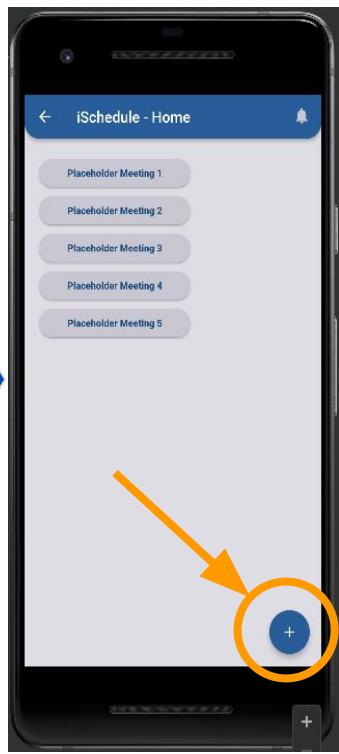 iSchedule - Home
Placeholder Meeting 1
Placeholder Meeting 2
Placeholder Meeting 3
Placeholder Meeting 4
Placeholder Meeting 5
+
+